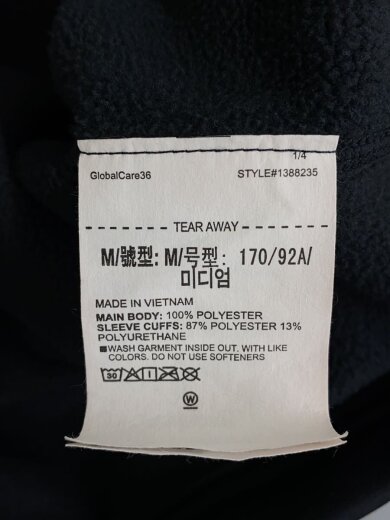 1/4
GlobalCare36 STYLE#1388235
TEAR AWAY
M/號型: M/号型: 170/92A/
미디엄
MADE IN VIETNAM
MAIN BODY: 100% POLYESTER
SLEEVE CUFFS: 87% POLYESTER 13%
POLYURETHANE
■WASH GARMENT INSIDE OUT, WITH LIKE
COLORS. DO NOT USE SOFTENERS
30
W